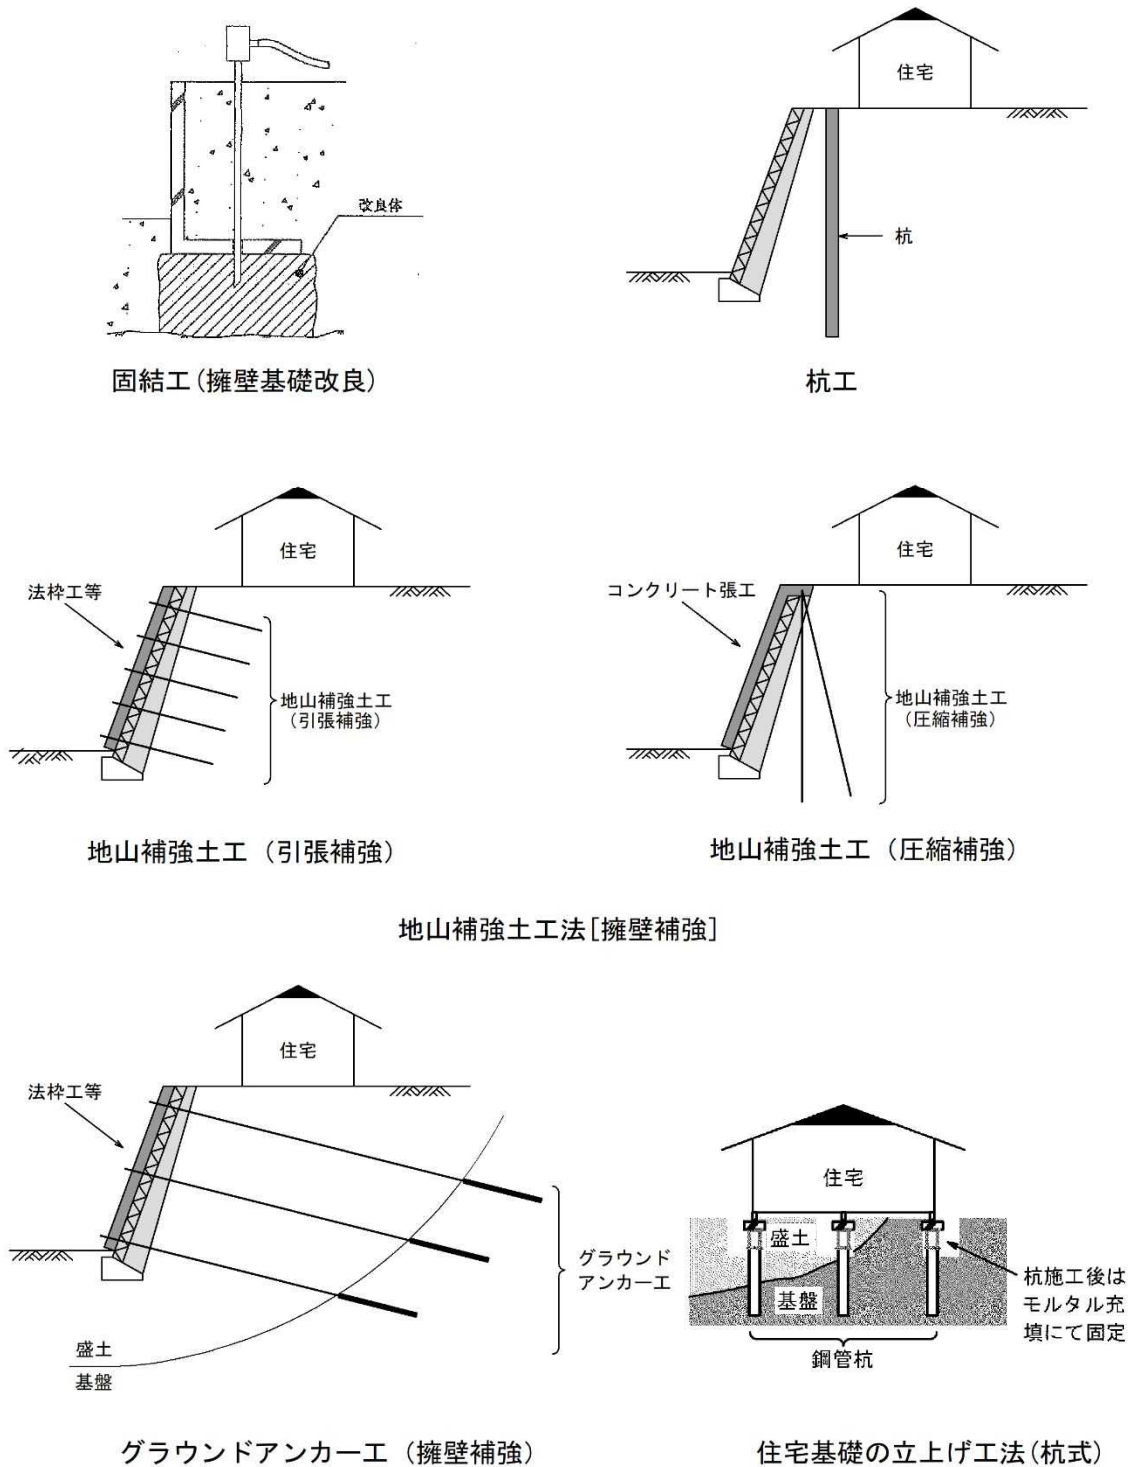 改良体
固結工(擁壁基礎改良)
住宅
杭
杭工
住宅
法枠工等
地山補強土工
(引張補強)
地山補強土工(引張補強)
住宅
コンクリート張工
地山補強土工
(圧縮補強)
地山補強土工(圧縮補強)
地山補強土工法[擁壁補強]
住宅
法枠工等
グラウンド
アンカー工
盛土
基盤
グラウンドアンカー工(擁壁補強)
住宅
盛土
基盤
杭施工後は
モルタル充
填にて固定
鋼管杭
住宅基礎の立上げ工法(杭式)